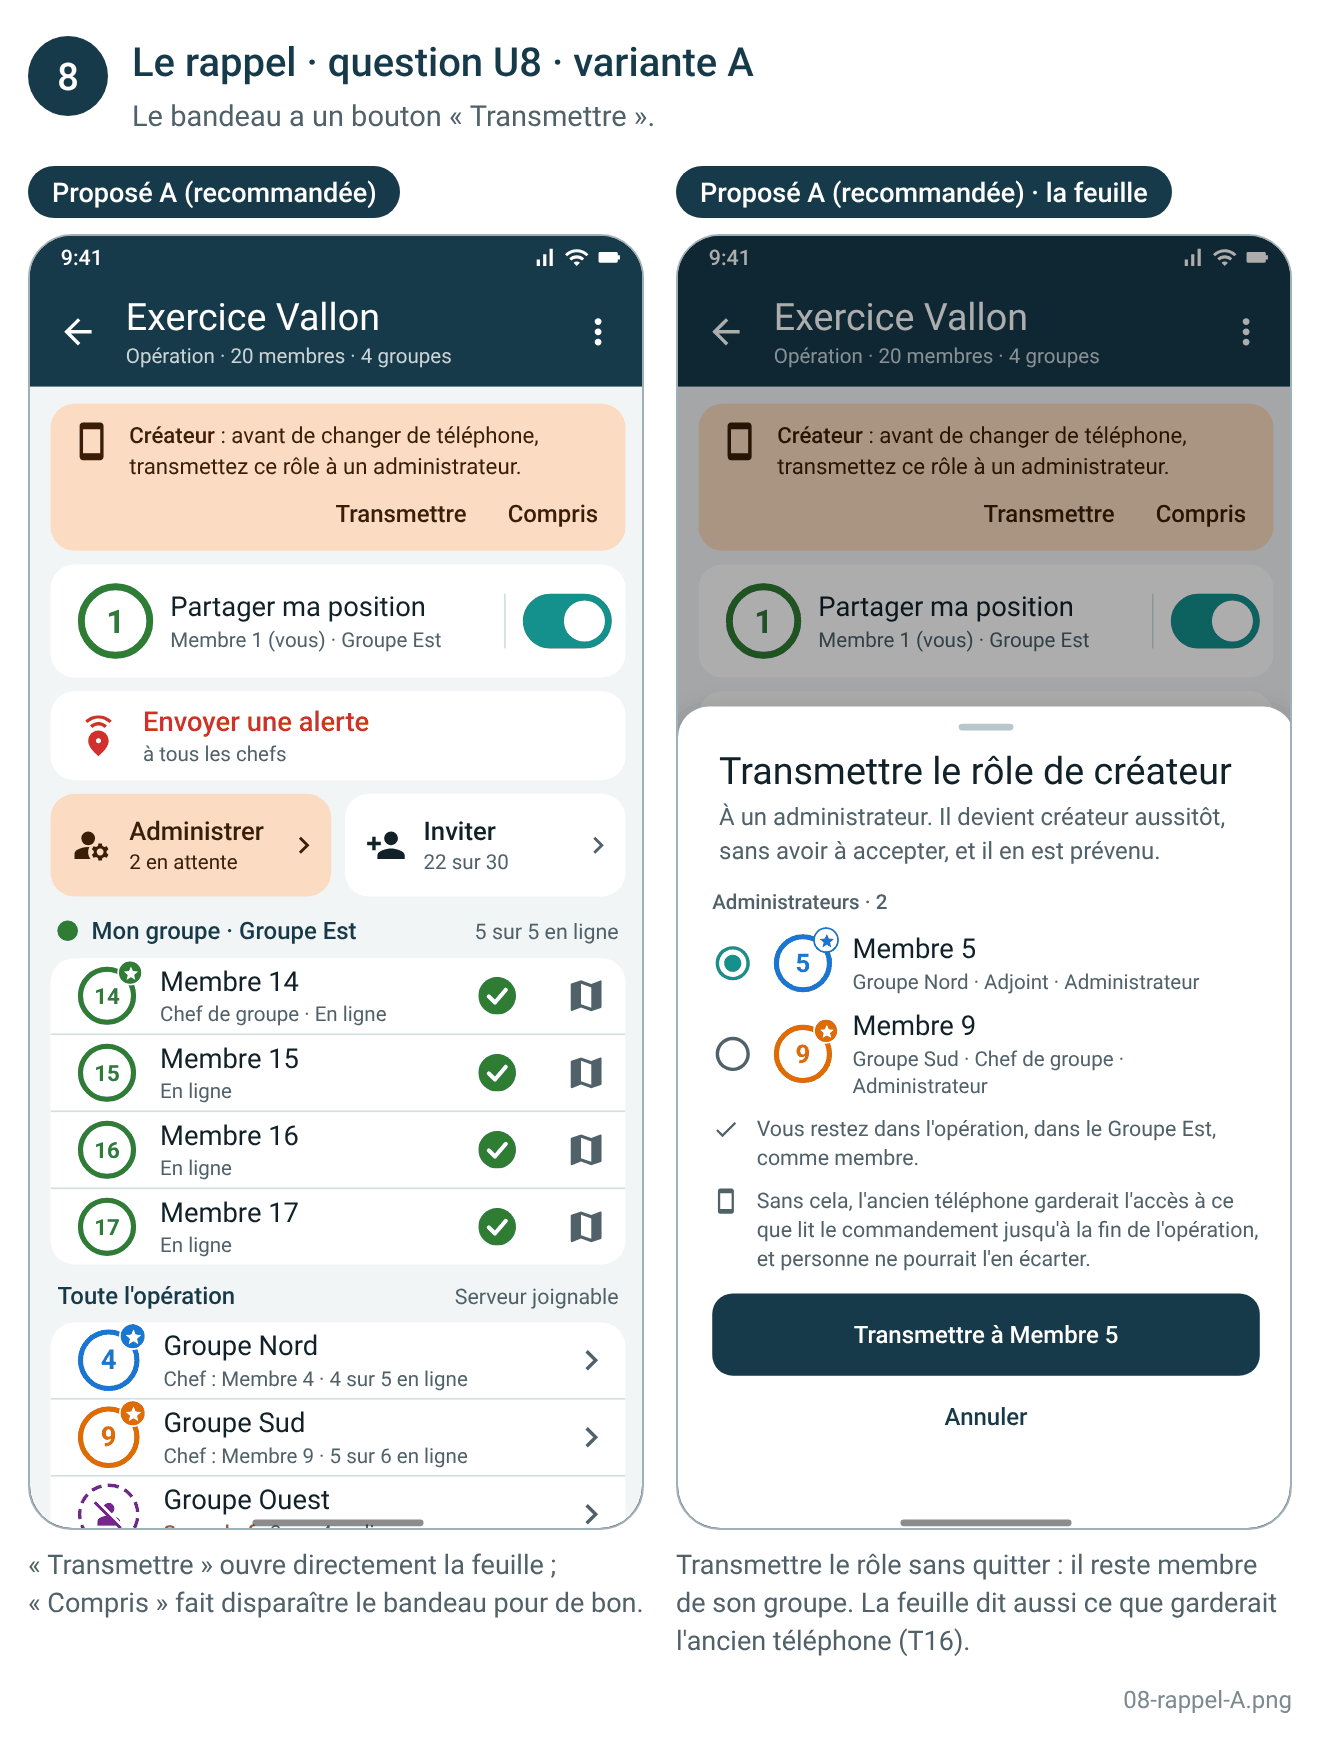 8
Le rappel · question U8 · variante A
Le bandeau a un bouton « Transmettre ».
Proposé A (recommandée)
9:41
Exercice Vallon
Opération · 20 membres · 4 groupes
Créateur : avant de changer de téléphone,
transmettez ce rôle à un administrateur.
Transmettre Compris
1
Partager ma position
Membre 1 (vous) · Groupe Est
Envoyer une alerte
à tous les chefs
Administrer
2 en attente
Inviter
22 sur 30
Mon groupe · Groupe Est
5 sur 5 en ligne
14
Membre 14
Chef de groupe · En ligne
15
Membre 15
En ligne
16
Membre 16
En ligne
17
Membre 17
En ligne
Toute l'opération
Serveur joignable
4
Groupe Nord
Chef : Membre 4 · 4 sur 5 en ligne
9
Groupe Sud
Chef : Membre 9 · 5 sur 6 en ligne
Groupe Ouest
« Transmettre » ouvre directement la feuille ;
« Compris » fait disparaître le bandeau pour de bon.
Proposé A (recommandée) · la feuille
9:41
Exercice Vallon
Opération · 20 membres · 4 groupes
Créateur : avant de changer de téléphone,
transmettez ce rôle à un administrateur.
Transmettre Compris
1
Partager ma position
Membre 1 (vous) · Groupe Est
Transmettre le rôle de créateur
À un administrateur. Il devient créateur aussitôt,
sans avoir à accepter, et il en est prévenu.
Administrateurs · 2
5
Membre 5
Groupe Nord · Adjoint · Administrateur
9
Membre 9
Groupe Sud · Chef de groupe ·
Administrateur
Vous restez dans l'opération, dans le Groupe Est,
comme membre.
Sans cela, l'ancien téléphone garderait l'accès à ce
que lit le commandement jusqu'à la fin de l'opération,
et personne ne pourrait l'en écarter.
Transmettre à Membre 5
Annuler
Transmettre le rôle sans quitter : il reste membre
de son groupe. La feuille dit aussi ce que garderait
l'ancien téléphone (T16).
08-rappel-A.png